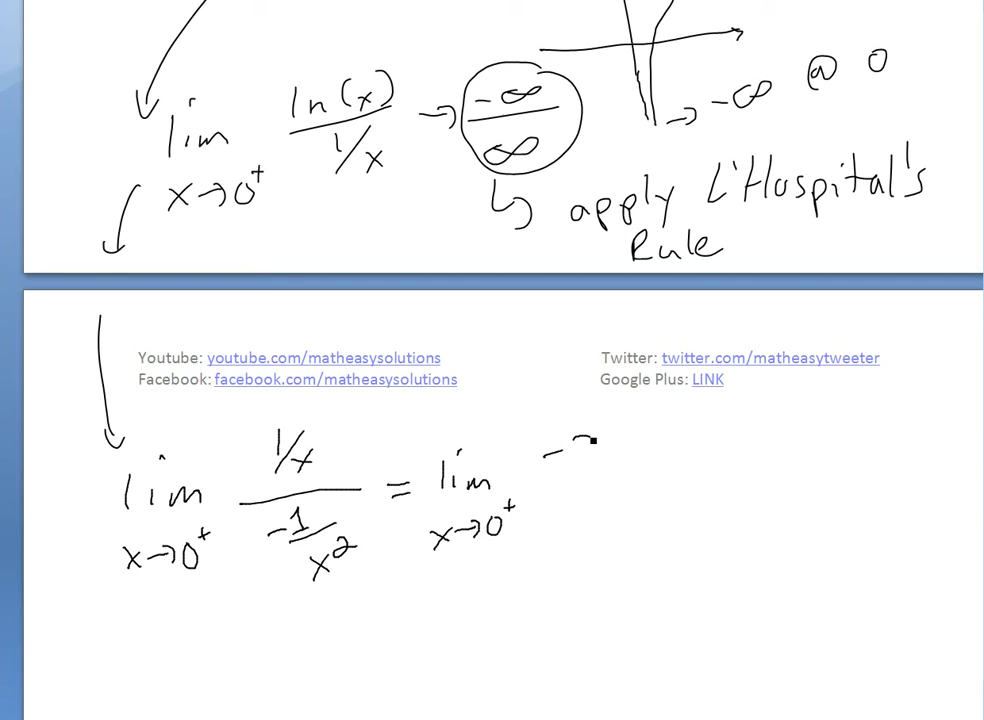 lim x→0⁺ ln(x) / 1/x → -∞ / ∞ → -∞ @ 0
↳ apply L'Hospital's
Rule
Youtube: youtube.com/matheasysolutions Twitter: twitter.com/matheasytweeter
Facebook: facebook.com/matheasysolutions Google Plus: LINK
lim x→0⁺ 1/x / -1/x² = lim x→0⁺ -